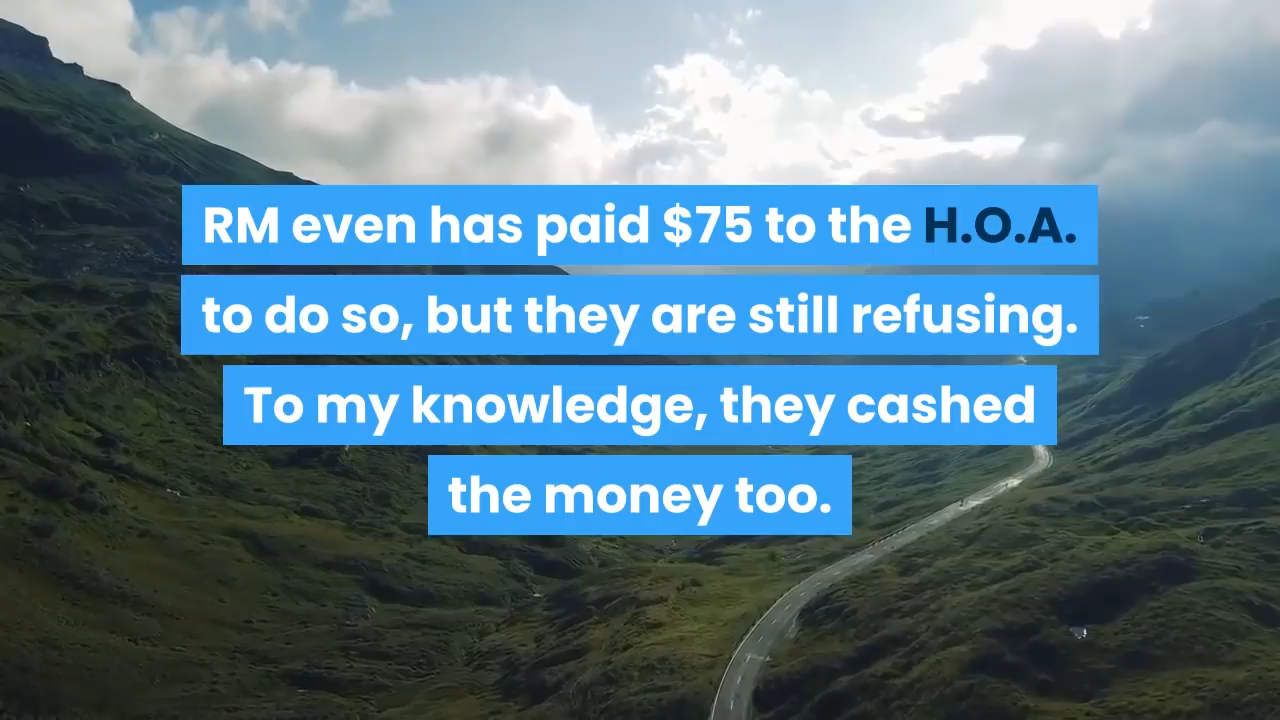 RM even has paid $75 to the H.O.A.
to do so, but they are still refusing.
To my knowledge, they cashed
the money too.